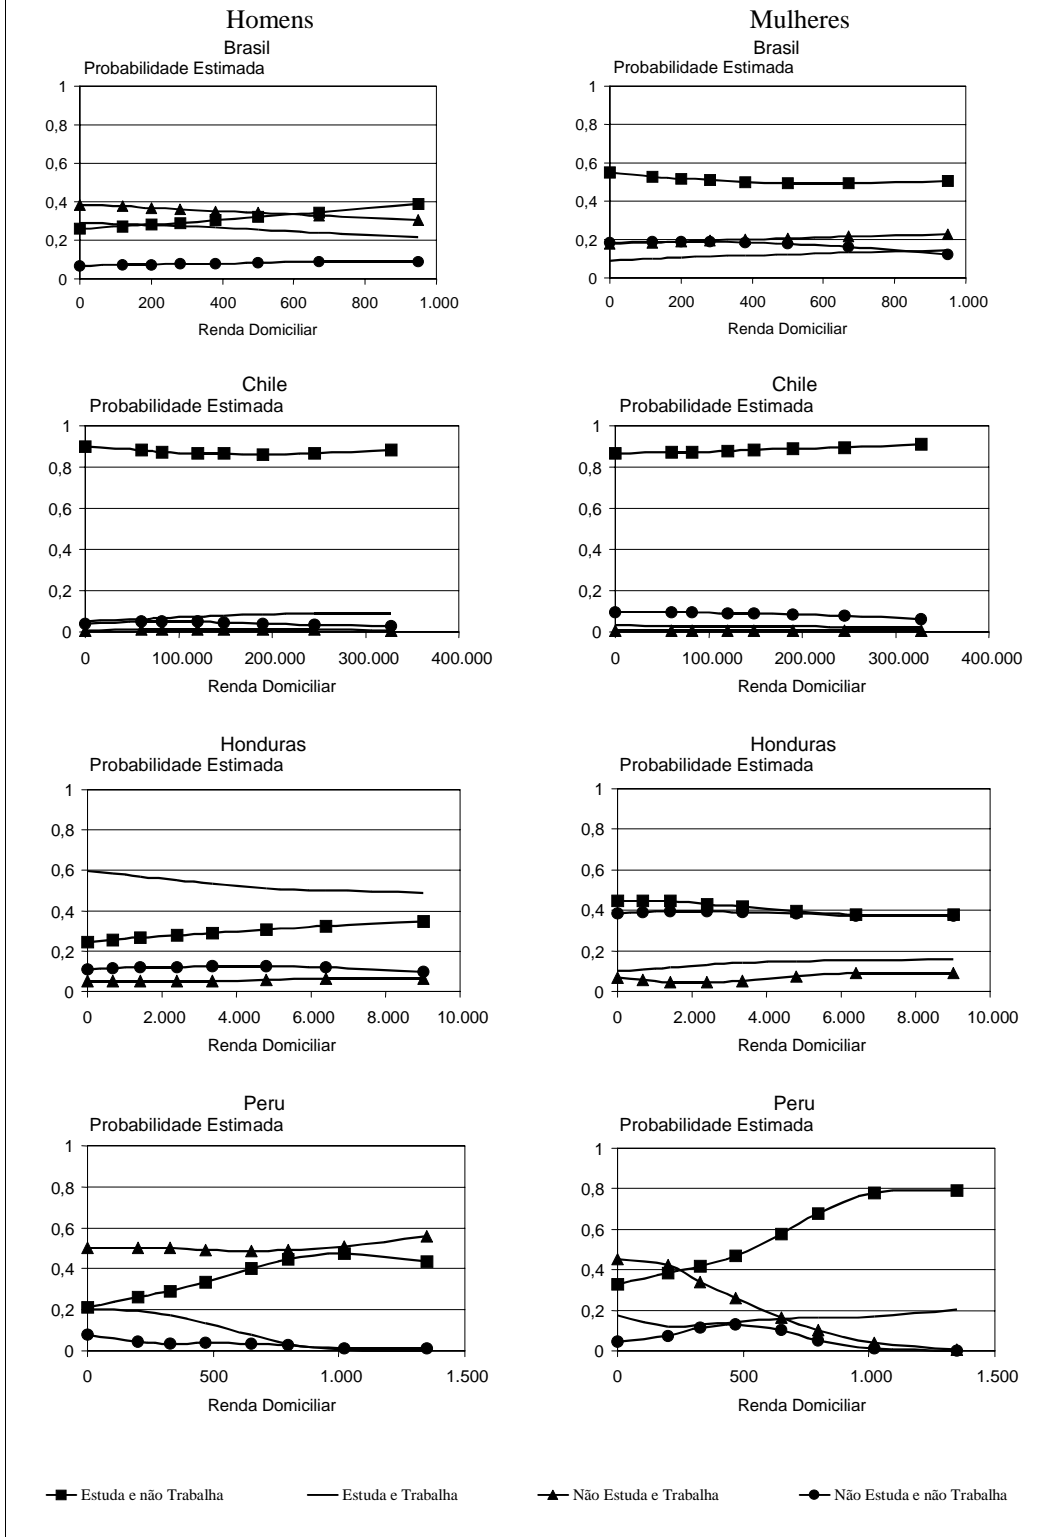 Homens
Mulheres
Brasil
Probabilidade Estimada
1
0,8
0,6
0,4
0,2
0
0 200 400 600 800 1.000
Renda Domiciliar
Brasil
Probabilidade Estimada
1
0,8
0,6
0,4
0,2
0
0 200 400 600 800 1.000
Renda Domiciliar
Chile
Probabilidade Estimada
1
0,8
0,6
0,4
0,2
0
0 100.000 200.000 300.000 400.000
Renda Domiciliar
Chile
Probabilidade Estimada
1
0,8
0,6
0,4
0,2
0
0 100.000 200.000 300.000 400.000
Renda Domiciliar
Honduras
Probabilidade Estimada
1
0,8
0,6
0,4
0,2
0
0 2.000 4.000 6.000 8.000 10.000
Renda Domiciliar
Honduras
Probabilidade Estimada
1
0,8
0,6
0,4
0,2
0
0 2.000 4.000 6.000 8.000 10.000
Renda Domiciliar
Peru
Probabilidade Estimada
1
0,8
0,6
0,4
0,2
0
0 500 1.000 1.500
Renda Domiciliar
Peru
Probabilidade Estimada
1
0,8
0,6
0,4
0,2
0
0 500 1.000 1.500
Renda Domiciliar
Estuda e não Trabalha Estuda e Trabalha Não Estuda e Trabalha Não Estuda e não Trabalha